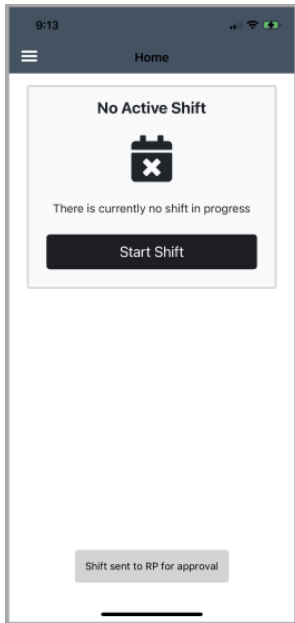 9:13
Home
No Active Shift
There is currently no shift in progress
Start Shift
Shift sent to RP for approval